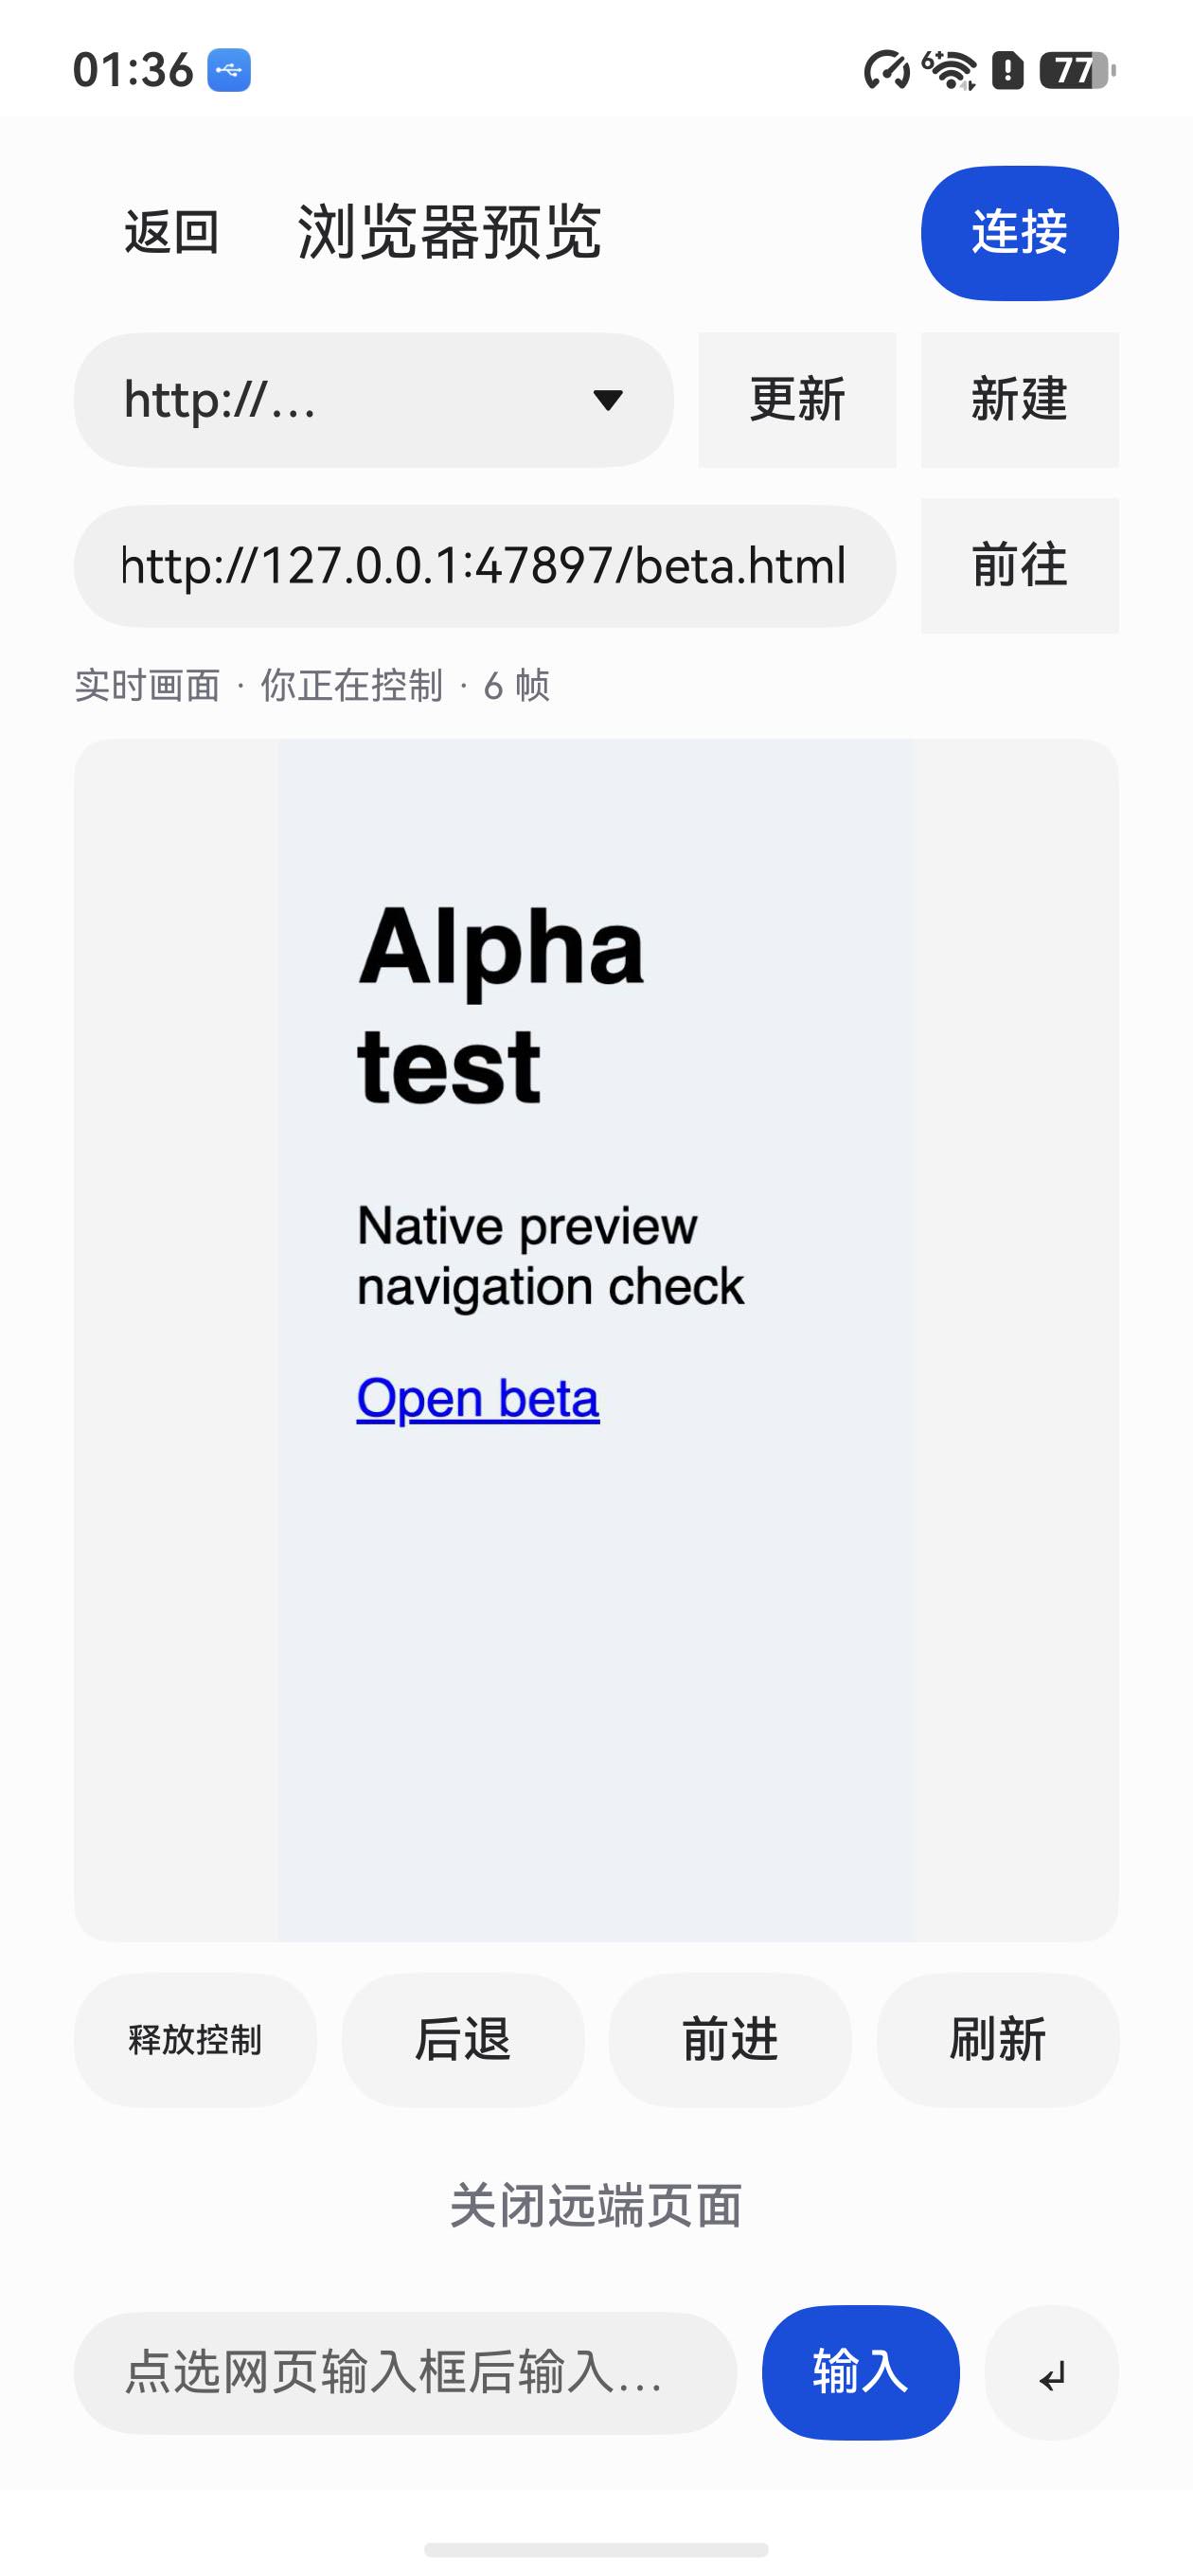 01:36
6+
77
返回 浏览器预览 连接
http://... 更新 新建
http://127.0.0.1:47897/beta.html 前往
实时画面 · 你正在控制 · 6 帧
Alpha
test
Native preview
navigation check
Open beta
释放控制 后退 前进 刷新
关闭远端页面
点选网页输入框后输入... 输入 ↲